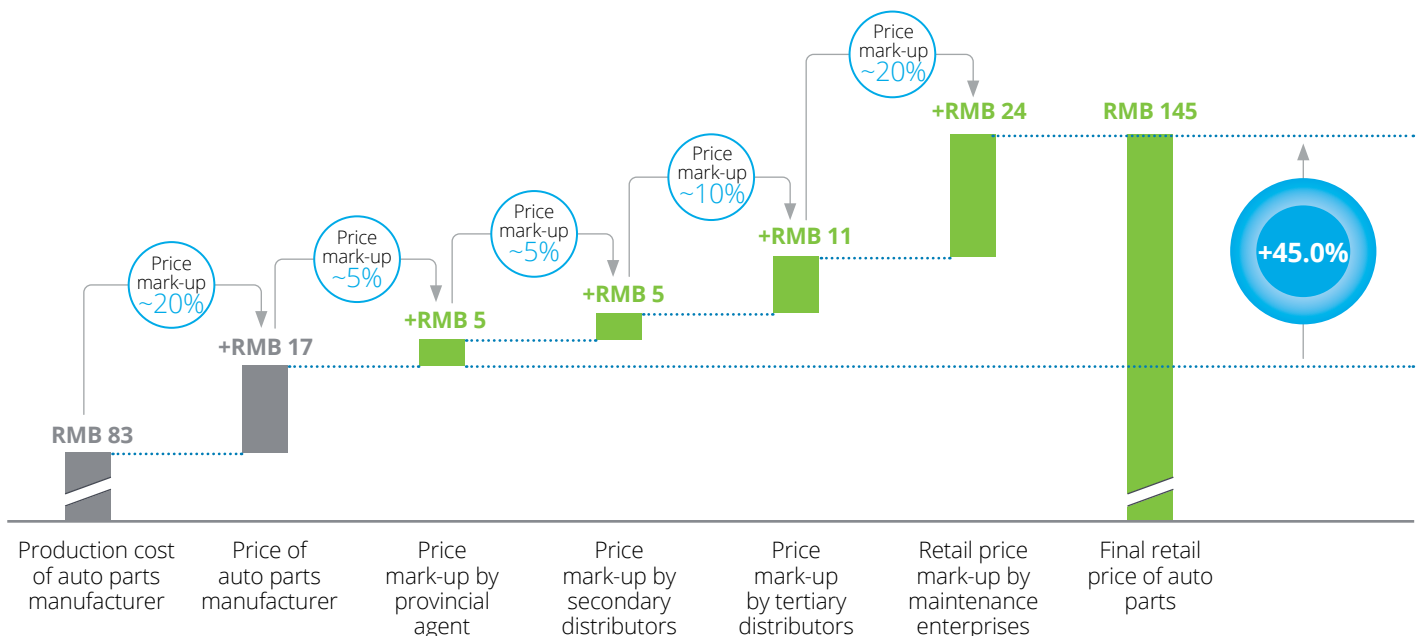 Price
mark-up
~20%
+RMB 24
RMB 145
Price
mark-up
~10%
+RMB 11
Price
mark-up
~5%
+RMB 5
Price
mark-up
~5%
+RMB 5
Price
mark-up
~20%
+RMB 17
RMB 83
+45.0%
Production cost
of auto parts
manufacturer
Price of
auto parts
manufacturer
Price
mark-up by
provincial
agent
Price
mark-up by
secondary
distributors
Price
mark-up
by tertiary
distributors
Retail price
mark-up by
maintenance
enterprises
Final retail
price of auto
parts